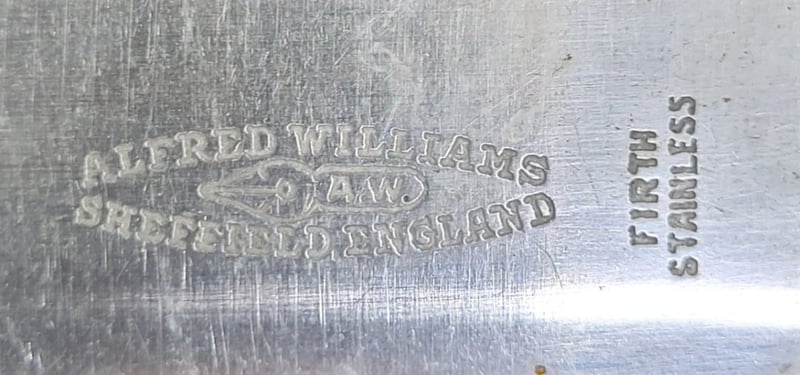 ALFRED WILLIAMS
A.W.
SHEFFIELD ENGLAND
FIRTH
STAINLESS